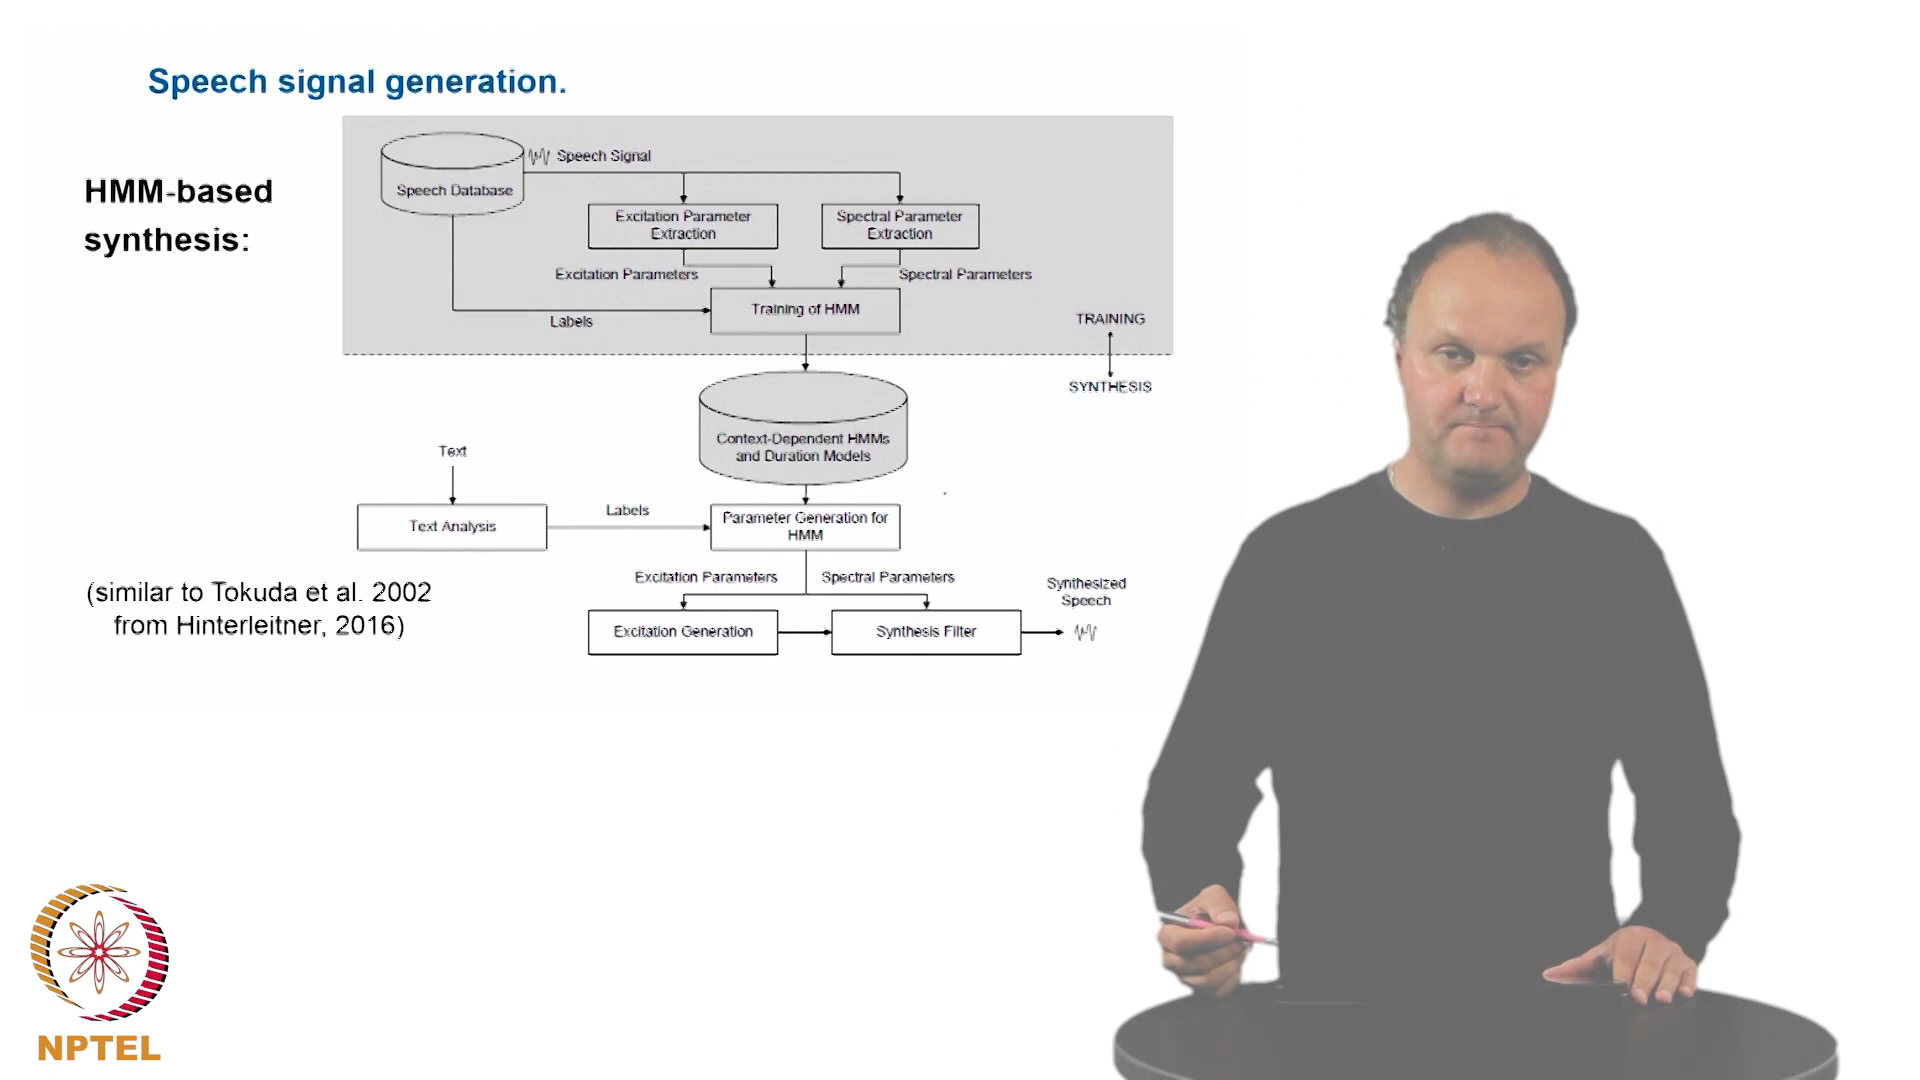 Speech signal generation.
HMM-based
synthesis:
Speech Signal
Speech Database
Excitation Parameter
Extraction
Spectral Parameter
Extraction
Excitation Parameters
Spectral Parameters
Training of HMM
Labels
TRAINING
SYNTHESIS
Context-Dependent HMMs
and Duration Models
Text
Text Analysis
Labels
Parameter Generation for
HMM
Excitation Parameters
Spectral Parameters
Synthesized
Speech
Excitation Generation
Synthesis Filter
(similar to Tokuda et al. 2002
from Hinterleitner, 2016)
NPTEL